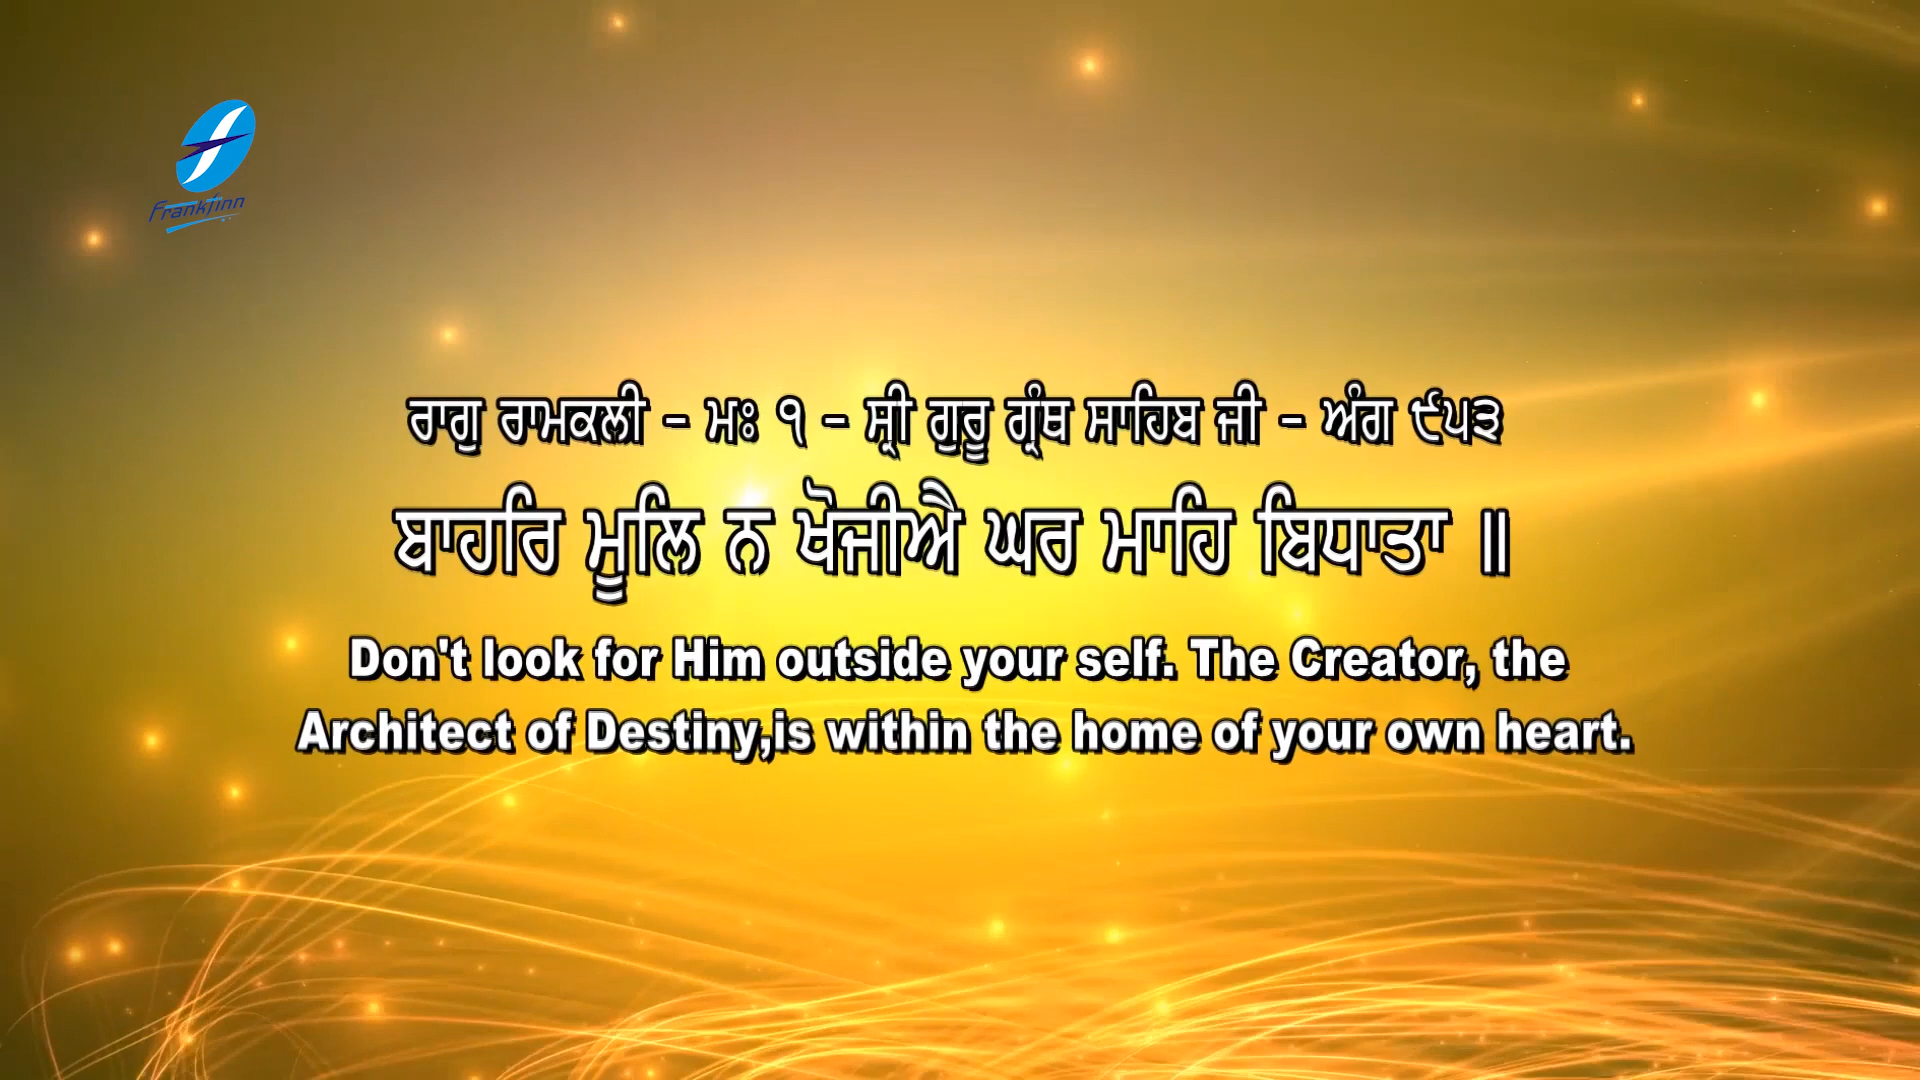 Frankfinn
ਰਾਗੁ ਰਾਮਕਲੀ - ਮਃ ੧ - ਸ੍ਰੀ ਗੁਰੂ ਗ੍ਰੰਥ ਸਾਹਿਬ ਜੀ - ਅੰਗ ੯੫੩
ਬਾਹਰਿ ਮੂਲਿ ਨ ਖੋਜੀਐ ਘਰ ਮਾਹਿ ਬਿਧਾਤਾ ॥
Don't look for Him outside your self. The Creator, the
Architect of Destiny,is within the home of your own heart.